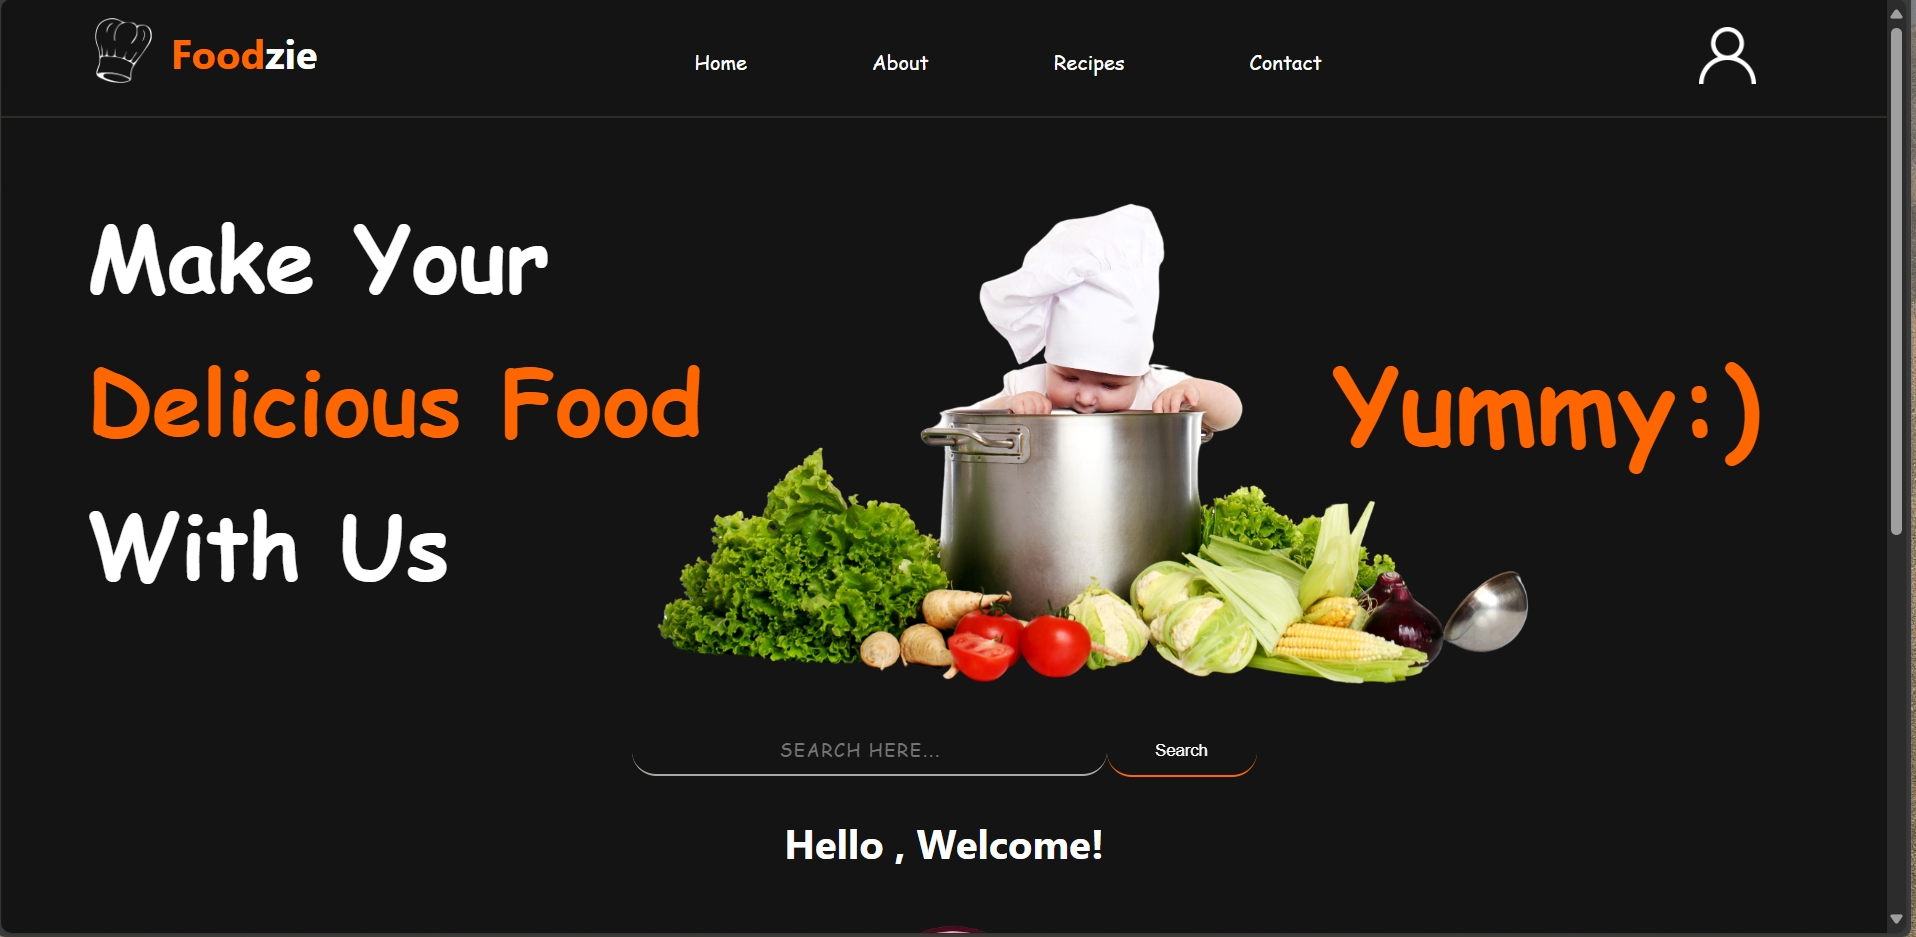 Foodzie
Home
About
Recipes
Contact
Make Your
Delicious Food
With Us
Yummy:)
SEARCH HERE...
Search
Hello , Welcome!